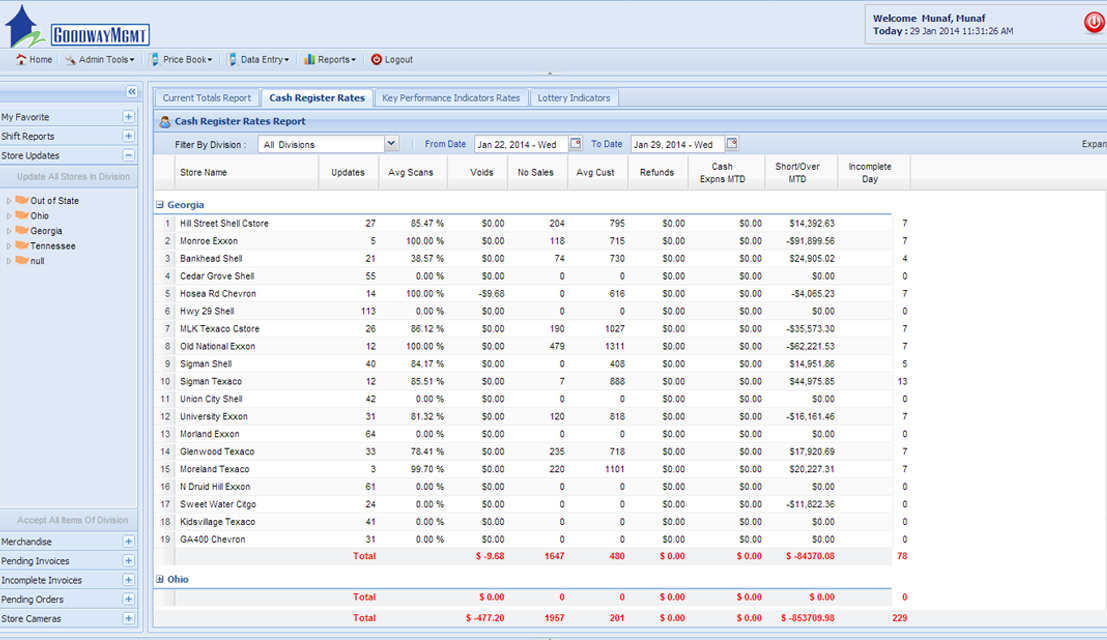 GOODWAYMGMT
Welcome Munaf, Munaf
Today : 29 Jan 2014 11:31:26 AM
Home Admin Tools Price Book Data Entry Reports Logout
My Favorite
Shift Reports
Store Updates
Update All Stores In Division
Out of State
Ohio
Georgia
Tennessee
null
Accept All Items Of Division
Merchandise
Pending Invoices
Incomplete Invoices
Pending Orders
Store Cameras
Current Totals Report Cash Register Rates Key Performance Indicators Rates Lottery Indicators
Cash Register Rates Report
Filter By Division : All Divisions From Date Jan 22, 2014 - Wed To Date Jan 29, 2014 - Wed Expan
Store Name Updates Avg Scans Voids No Sales Avg Cust Refunds Cash Expns MTD Short/Over MTD Incomplete Day
Georgia
1 Hill Street Shell Cstore 27 85.47 % $0.00 204 795 $0.00 $0.00 $14,392.63 7
2 Monroe Exxon 5 100.00 % $0.00 118 715 $0.00 $0.00 -$91,899.56 7
3 Bankhead Shell 21 38.57 % $0.00 74 730 $0.00 $0.00 $24,905.02 4
4 Cedar Grove Shell 55 0.00 % $0.00 0 0 $0.00 $0.00 $0.00 0
5 Hosea Rd Chevron 14 100.00 % -$9.68 0 616 $0.00 $0.00 -$4,065.23 7
6 Hwy 29 Shell 113 0.00 % $0.00 0 0 $0.00 $0.00 $0.00 0
7 MLK Texaco Cstore 26 86.12 % $0.00 190 1027 $0.00 $0.00 -$35,573.30 7
8 Old National Exxon 12 100.00 % $0.00 479 1311 $0.00 $0.00 -$62,221.53 7
9 Sigman Shell 40 84.17 % $0.00 0 408 $0.00 $0.00 $14,951.86 5
10 Sigman Texaco 12 85.51 % $0.00 7 888 $0.00 $0.00 $44,975.85 13
11 Union City Shell 42 0.00 % $0.00 0 0 $0.00 $0.00 $0.00 0
12 University Exxon 31 81.32 % $0.00 120 818 $0.00 $0.00 -$16,161.46 7
13 Morland Exxon 64 0.00 % $0.00 0 0 $0.00 $0.00 $0.00 0
14 Glenwood Texaco 33 78.41 % $0.00 235 718 $0.00 $0.00 $17,920.69 7
15 Moreland Texaco 3 99.70 % $0.00 220 1101 $0.00 $0.00 $20,227.31 7
16 N Druid Hill Exxon 61 0.00 % $0.00 0 0 $0.00 $0.00 $0.00 0
17 Sweet Water Citgo 24 0.00 % $0.00 0 0 $0.00 $0.00 -$11,822.36 0
18 Kidsvillage Texaco 41 0.00 % $0.00 0 0 $0.00 $0.00 $0.00 0
19 GA400 Chevron 31 0.00 % $0.00 0 0 $0.00 $0.00 $0.00 0
Total $ -9.68 1647 480 $ 0.00 $ 0.00 $ -84370.08 78
Ohio
Total $ 0.00 0 0 $ 0.00 $ 0.00 $ 0.00 0
Total $ -477.20 1957 201 $ 0.00 $ 0.00 $ -853709.98 229